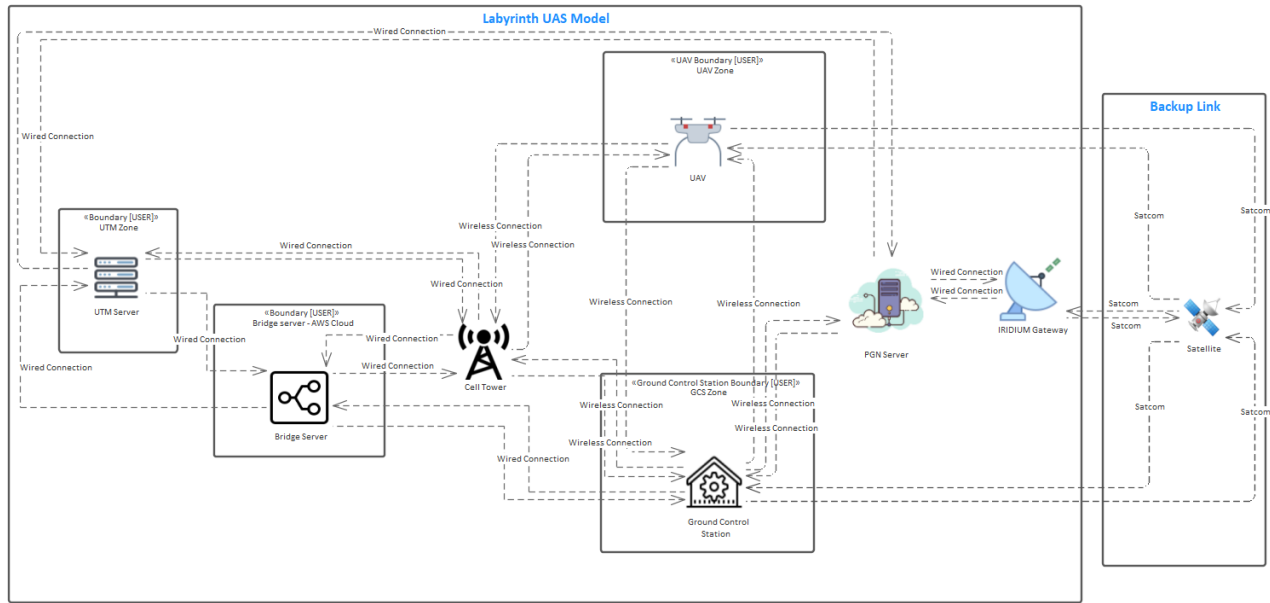 Labyrinth UAS Model
Wired Connection
«UAV Boundary [USER]»
UAV Zone
Backup Link
Wired Connection
UAV
Satcom
Satcom
«Boundary [USER]»
UTM Zone
Wireless Connection
Wired Connection
Wireless Connection
Wired Connection
Wired Connection
Wired Connection
Wireless Connection
Wireless Connection
Satcom
UTM Server
«Boundary [USER]»
Bridge server - AWS Cloud
IRIDIUM Gateway
Satcom
Wired Connection
Wired Connection
Satellite
PGN Server
Wired Connection
Wired Connection
Cell Tower
«Ground Control Station Boundary [USER]»
GCS Zone
Wireless Connection
Wireless Connection
Satcom
Satcom
Wireless Connection
Bridge Server
Wireless Connection
Wired Connection
Ground Control
Station